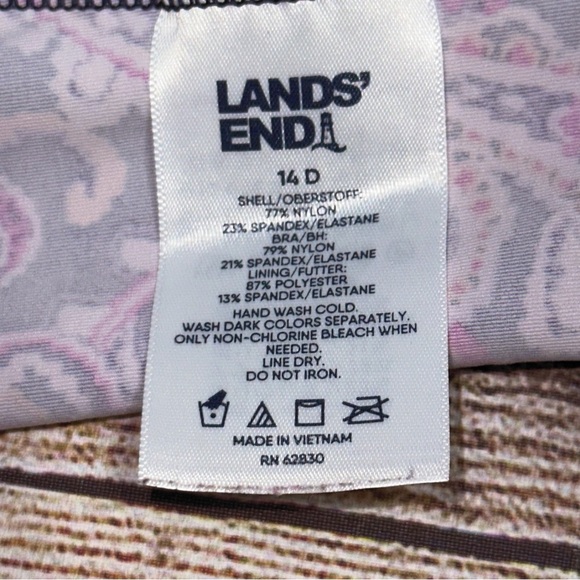 LANDS'
END
14 D
SHELL/OBERSTOFF:
77% NYLON
23% SPANDEX/ELASTANE
BRA/BH:
79% NYLON
21% SPANDEX/ELASTANE
LINING/FUTTER:
87% POLYESTER
13% SPANDEX/ELASTANE
HAND WASH COLD.
WASH DARK COLORS SEPARATELY.
ONLY NON-CHLORINE BLEACH WHEN
NEEDED.
LINE DRY.
DO NOT IRON.
MADE IN VIETNAM
RN 62830